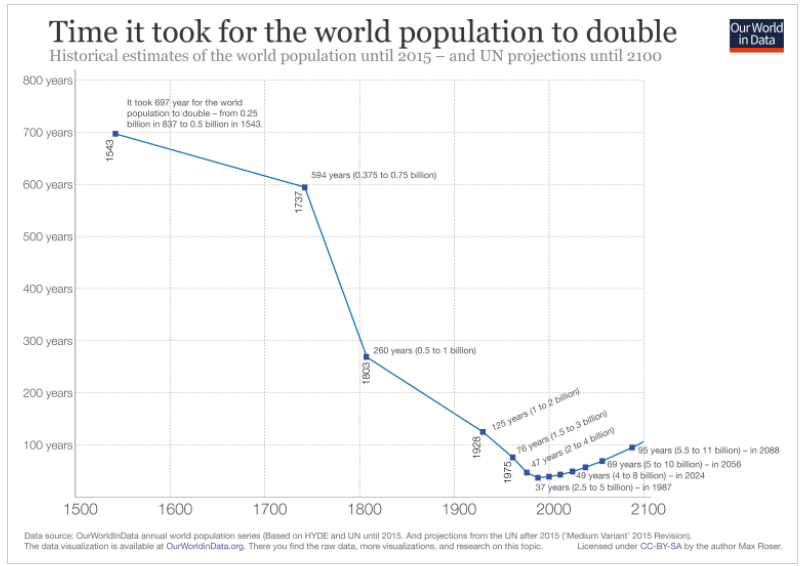 Time it took for the world population to double
Our World
in Data
Historical estimates of the world population until 2015 – and UN projections until 2100
800 years
It took 697 year for the world
population to double – from 0.25
billion in 837 to 0.5 billion in 1543.
700 years
1543
594 years (0.375 to 0.75 billion)
600 years
1737
500 years
400 years
300 years
260 years (0.5 to 1 billion)
1803
200 years
125 years (1 to 2 billion)
1928
76 years (1.5 to 3 billion)
1975
47 years (2 to 4 billion)
100 years
95 years (5.5 to 11 billion) – in 2088
69 years (5 to 10 billion) – in 2056
49 years (4 to 8 billion) – in 2024
37 years (2.5 to 5 billion) – in 1987
1500
1600
1700
1800
1900
2000
2100
Data source: OurWorldInData annual world population series (Based on HYDE and UN until 2015. And projections from the UN after 2015 ('Medium Variant' 2015 Revision).
The data visualization is available at OurWorldinData.org. There you find the raw data, more visualizations, and research on this topic.
Licensed under CC-BY-SA by the author Max Roser.